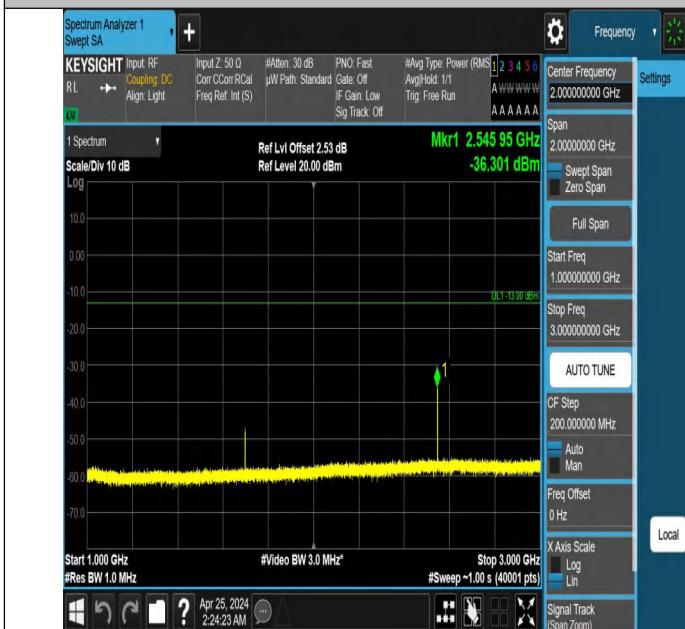 Spectrum Analyzer 1
Swept SA
Frequency
KEYSIGHT
RL
Input: RF
Coupling: DC
Align: Light
Input Z: 50 Ω
Corr CCorr RCal
Freq Ref: Int (S)
#Atten: 30 dB
µW Path: Standard
PNO: Fast
Gate: Off
IF Gain: Low
Sig Track: Off
#Avg Type: Power (RMS
Avg|Hold: 1/1
Trig: Free Run
1 2 3 4 5 6
A W W W W W
A A A A A A
1 Spectrum
Scale/Div 10 dB
Log
Ref Lvl Offset 2.53 dB
Ref Level 20.00 dBm
Mkr1 2.545 95 GHz
-36.301 dBm
10.0
0.00
-10.0
DL1 -13.00 dBm
-20.0
-30.0
1
-40.0
-50.0
-60.0
-70.0
Start 1.000 GHz
#Video BW 3.0 MHz*
Stop 3.000 GHz
#Res BW 1.0 MHz
#Sweep ~1.00 s (40001 pts)
Apr 25, 2024
2:24:23 AM
Center Frequency
2.000000000 GHz
Settings
Span
2.00000000 GHz
Swept Span
Zero Span
Full Span
Start Freq
1.000000000 GHz
Stop Freq
3.000000000 GHz
AUTO TUNE
CF Step
200.000000 MHz
Auto
Man
Freq Offset
0 Hz
Local
X Axis Scale
Log
Lin
Signal Track
(Span Zoom)